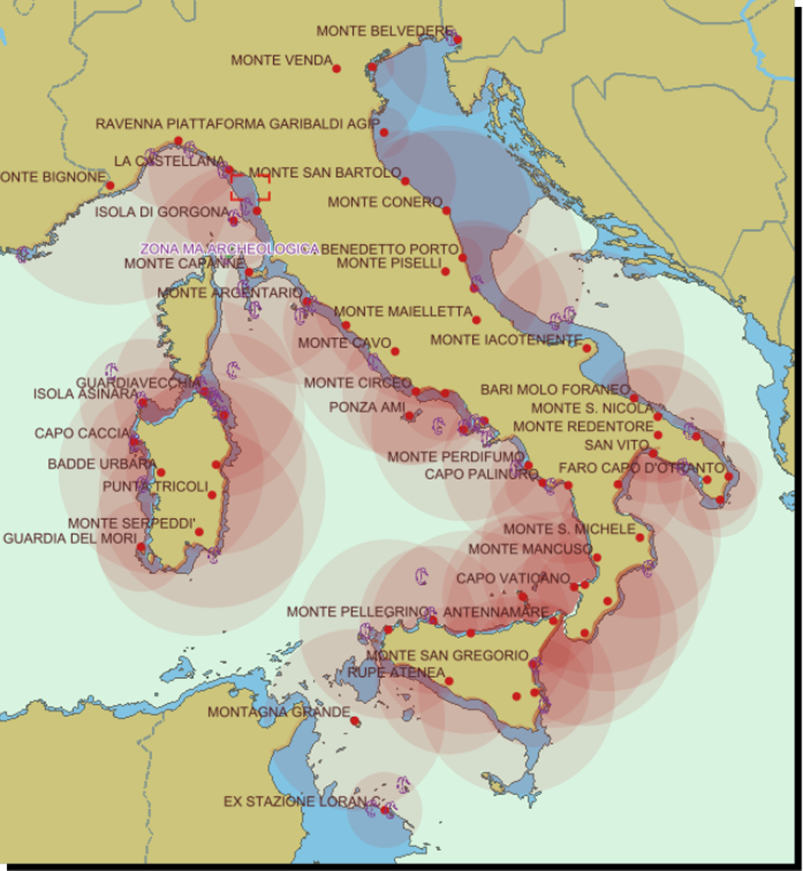 MONTE BELVEDERE
MONTE VENDA
RAVENNA PIATTAFORMA GARIBALDI AGIP
LA CASTELLANA
MONTE SAN BARTOLO
ONTE BIGNONE
MONTE CONERO
ISOLA DI GORGONA
ZONA MA ARCHEOLOGICA
BENEDETTO PORTO
MONTE CAPANNE
MONTE PISELLI
MONTE ARGENTARIO
MONTE MAIELLETTA
MONTE CAVO
MONTE IACOTENENTE
GUARDIAVECCHIA
MONTE CIRCEO
ISOLA ASINARA
BARI MOLO FORANEO
PONZA AMI
MONTE S. NICOLA
CAPO CACCIA
MONTE REDENTORE
SAN VITO
MONTE PERDIFUMO
BADDE URBARA
FARO CAPO D'OTRANTO
CAPO PALINURO
PUNTA TRICOLI
MONTE SERPEDDI'
MONTE S. MICHELE
GUARDIA DEL MORI
MONTE MANCUSO
CAPO VATICANO
MONTE PELLEGRINO
ANTENNAMARE
MONTE SAN GREGORIO
RUPE ATENEA
MONTAGNA GRANDE
EX STAZIONE LORAN C